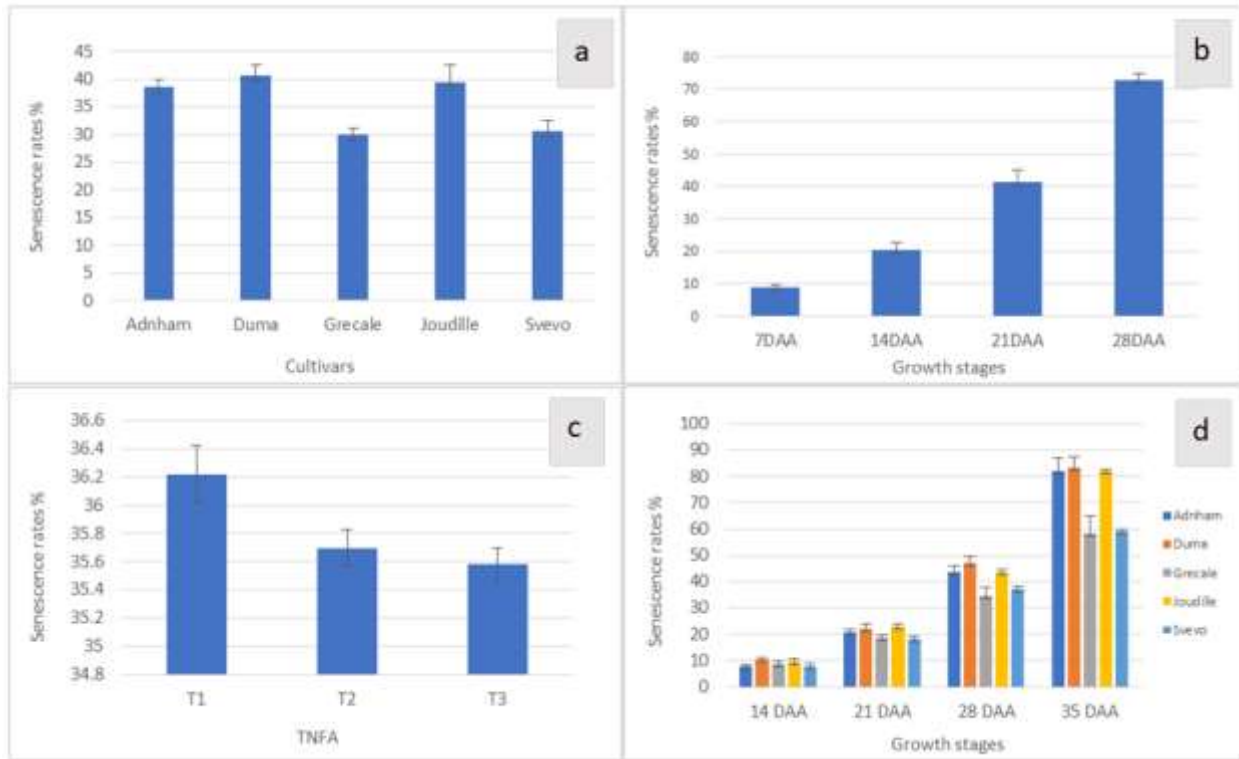 a
45
40
35
30
25
20
15
10
5
0
Senescence rates %
Adnham Duma Grecale Joudille Svevo
Cultivars
b
80
70
60
50
40
30
20
10
0
Senescence rates %
7DAA 14DAA 21DAA 28DAA
Growth stages
c
36.6
36.4
36.2
36
35.8
35.6
35.4
35.2
35
34.8
Senescence rates %
T1 T2 T3
TNFA
d
100
90
80
70
60
50
40
30
20
10
0
Senescence rates %
14 DAA 21 DAA 28 DAA 35 DAA
Growth stages
Adnham
Duma
Grecale
Joudille
Svevo